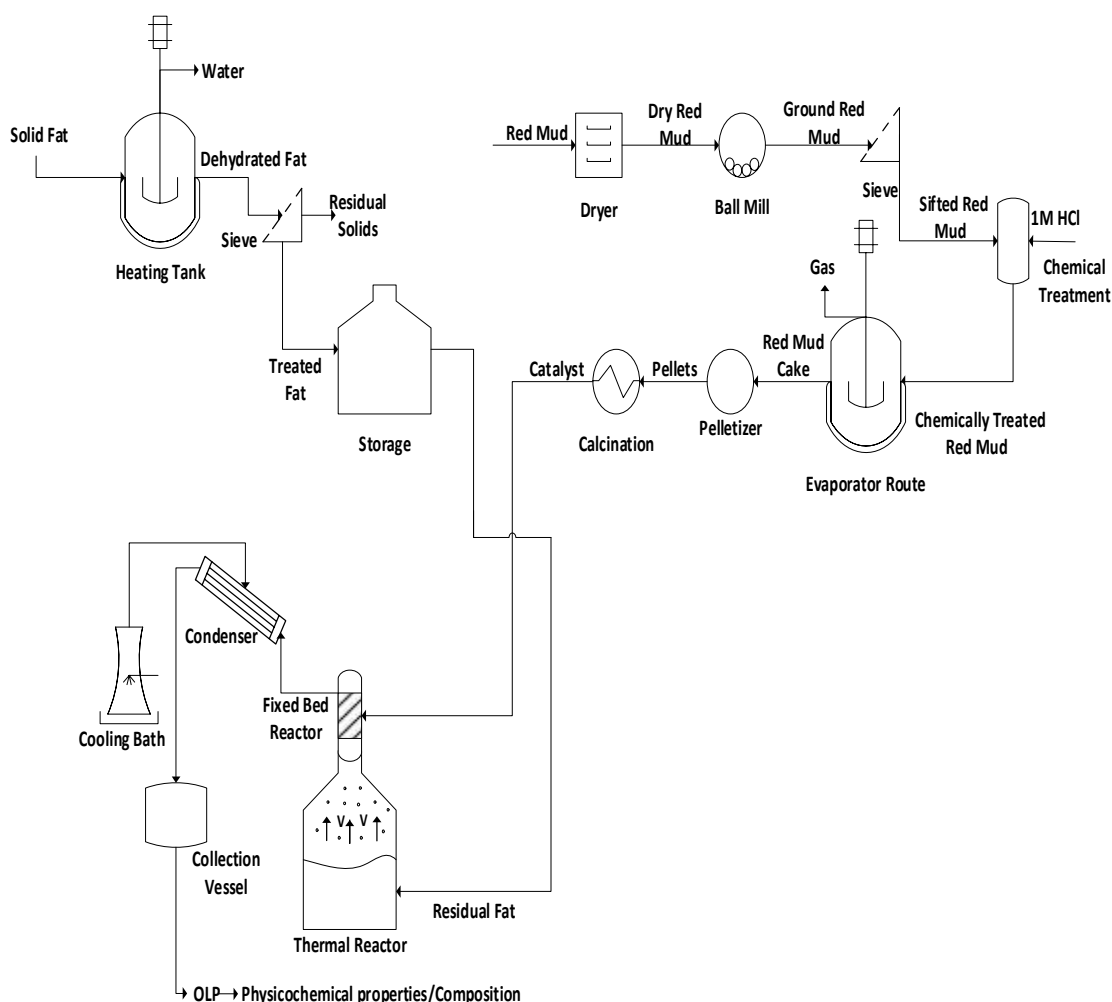 Water
Solid Fat
Dehydrated Fat
Residual
Solids
Sieve
Heating Tank
Treated
Fat
Storage
Red Mud
Dry Red
Mud
Ground Red
Mud
Dryer
Ball Mill
Sieve
Sifted Red
Mud
1M HCl
Chemical
Treatment
Gas
Red Mud
Cake
Catalyst
Pellets
Calcination
Pelletizer
Chemically Treated
Red Mud
Evaporator Route
Condenser
Cooling Bath
Fixed Bed
Reactor
V V
Collection
Vessel
Residual Fat
Thermal Reactor
OLP Physicochemical properties/Composition